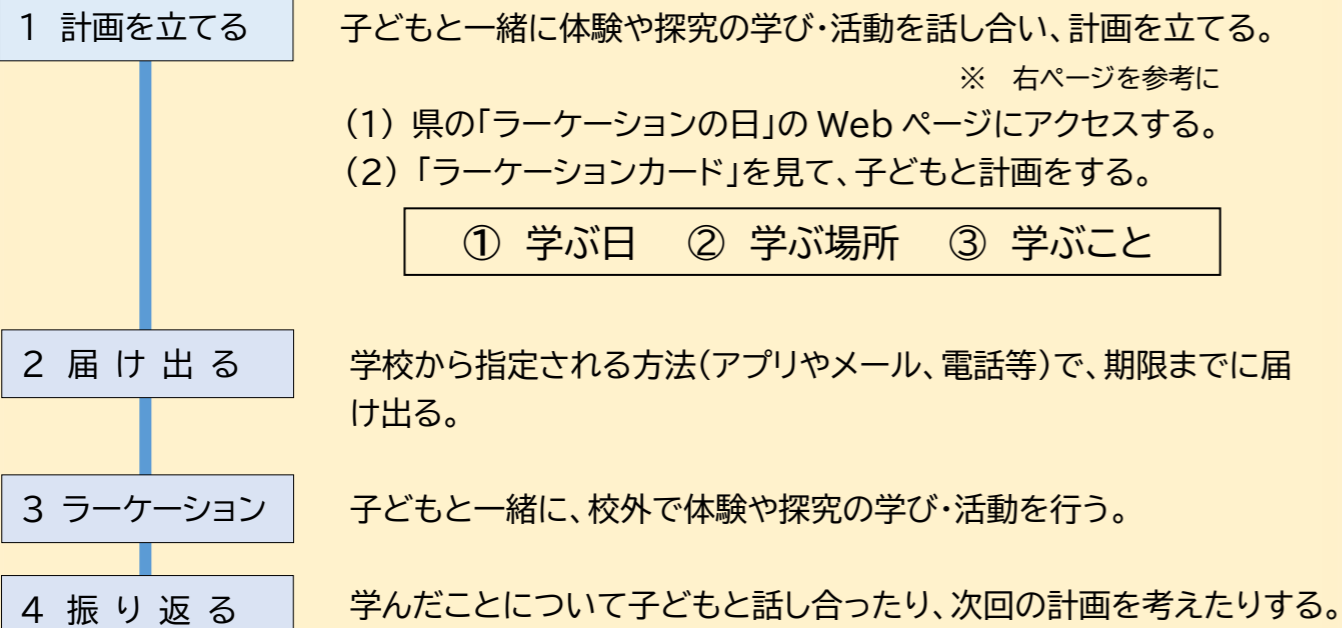 1 計画を立てる
子どもと一緒に体験や探究の学び・活動を話し合い、計画を立てる。
※ 右ページを参考に
(1) 県の「ラーケーションの日」の Web ページにアクセスする。
(2) 「ラーケーションカード」を見て、子どもと計画をする。
① 学ぶ日 ② 学ぶ場所 ③ 学ぶこと
2 届 け 出 る
学校から指定される方法(アプリやメール、電話等)で、期限までに届
け出る。
3 ラーケーション
子どもと一緒に、校外で体験や探究の学び・活動を行う。
4 振 り 返 る
学んだことについて子どもと話し合ったり、次回の計画を考えたりする。